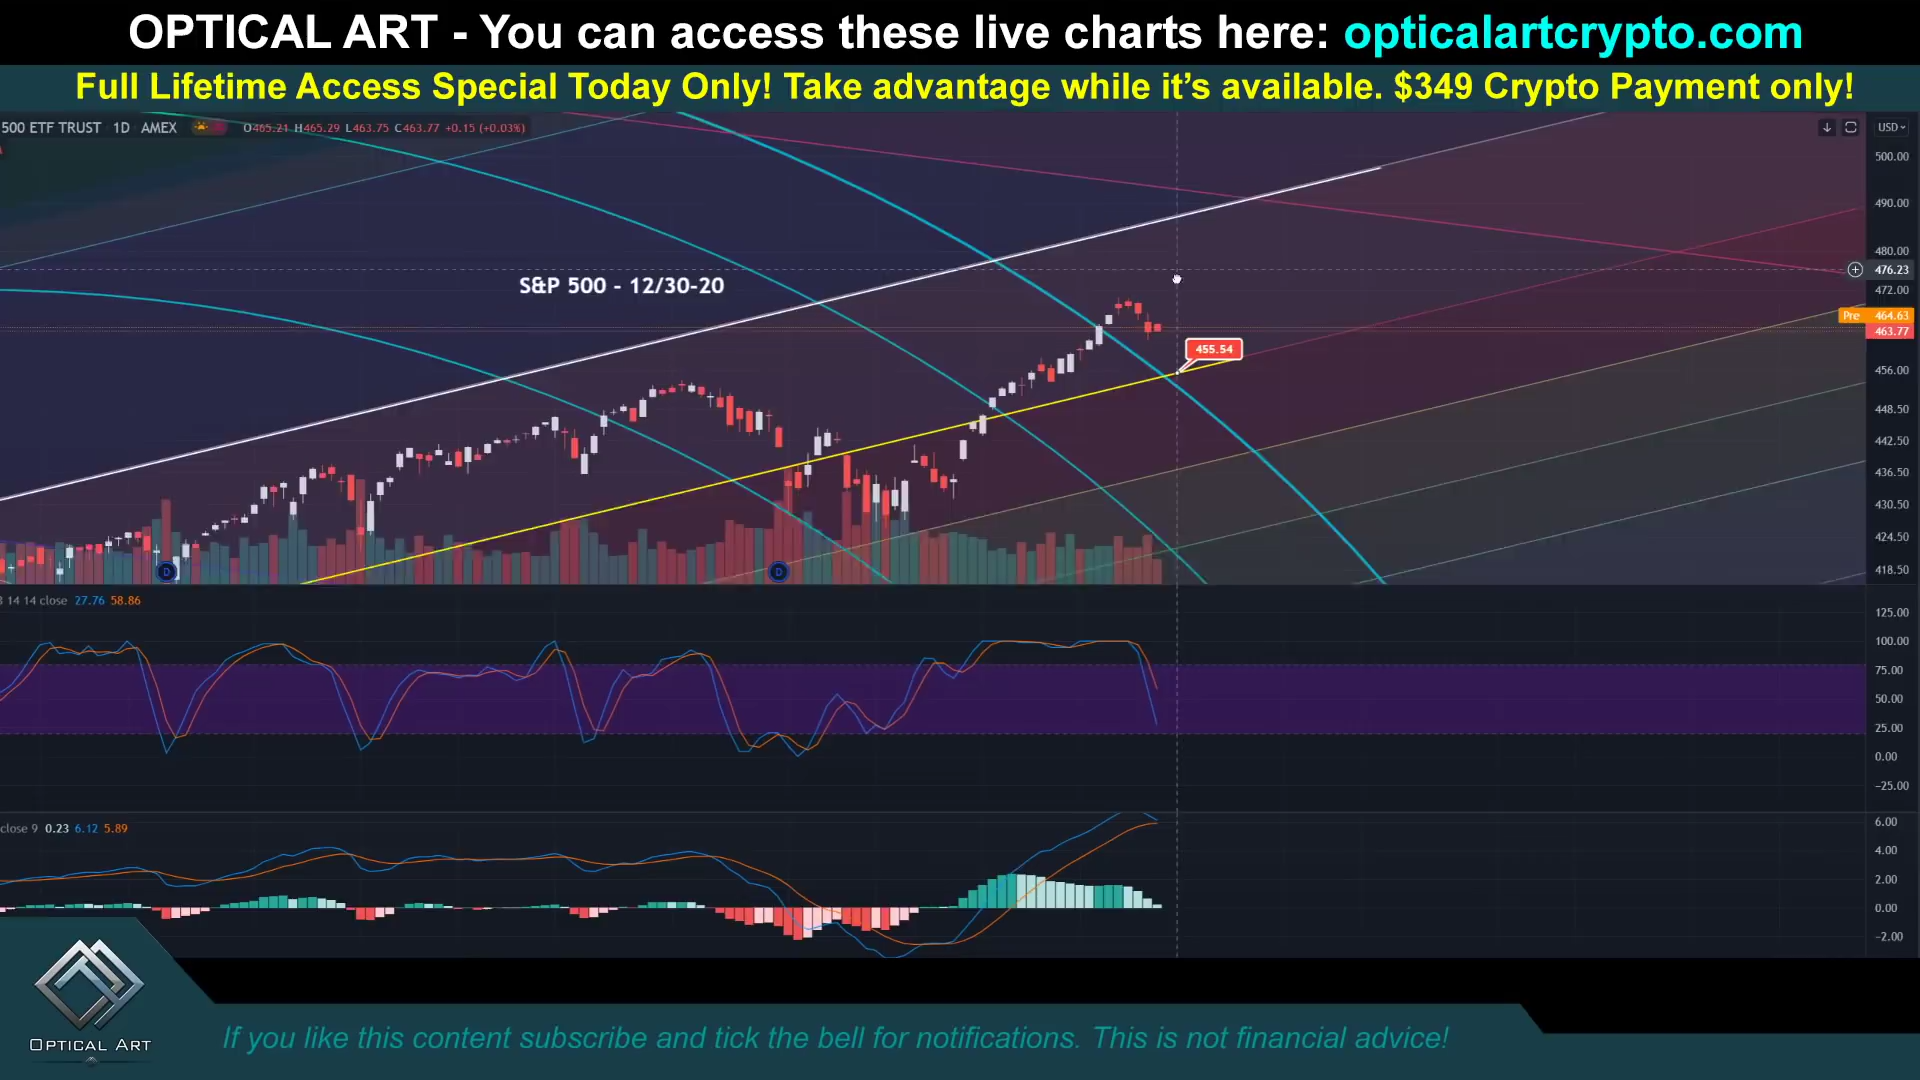 OPTICAL ART - You can access these live charts here: opticalartcrypto.com
Full Lifetime Access Special Today Only! Take advantage while it’s available. $349 Crypto Payment only!
500 ETF TRUST 1D AMEX O465.21 H465.29 L463.75 C463.77 +0.15 (+0.03%)
USD
500.00
490.00
480.00
476.23
472.00
S&P 500 - 12/30-20
Pre 464.63
463.77
455.54
456.00
448.50
442.50
436.50
430.50
424.50
418.50
D
D
14 14 close 27.76 58.86
125.00
100.00
75.00
50.00
25.00
0.00
−25.00
close 9 0.23 6.12 5.89
6.00
4.00
2.00
0.00
−2.00
OPTICAL ART
If you like this content subscribe and tick the bell for notifications. This is not financial advice!